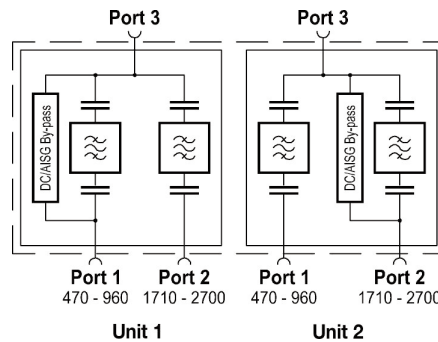 Port 3
Port 3
DC/AISG By-pass
DC/AISG By-pass
Port 1
Port 2
Port 1
Port 2
470 - 960
1710 - 2700
470 - 960
1710 - 2700
Unit 1
Unit 2